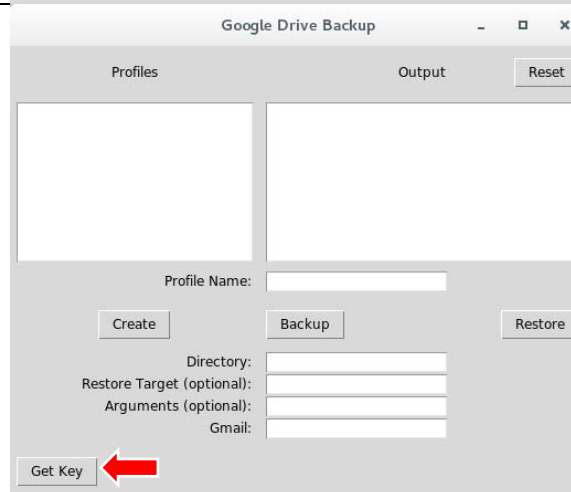 Google Drive Backup
Profiles Output Reset
Profile Name:
Create Backup Restore
Directory:
Restore Target (optional):
Arguments (optional):
Gmail:
Get Key